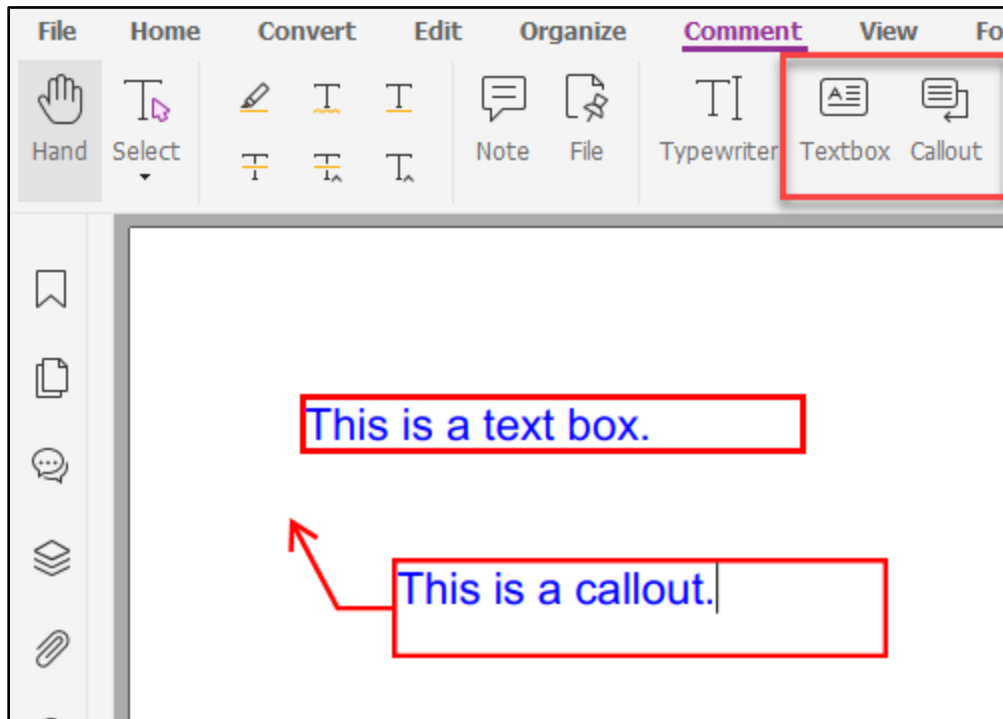 File Home Convert Edit Organize Comment View Fo
Hand Select Note File Typewriter Textbox Callout
This is a text box.
This is a callout.